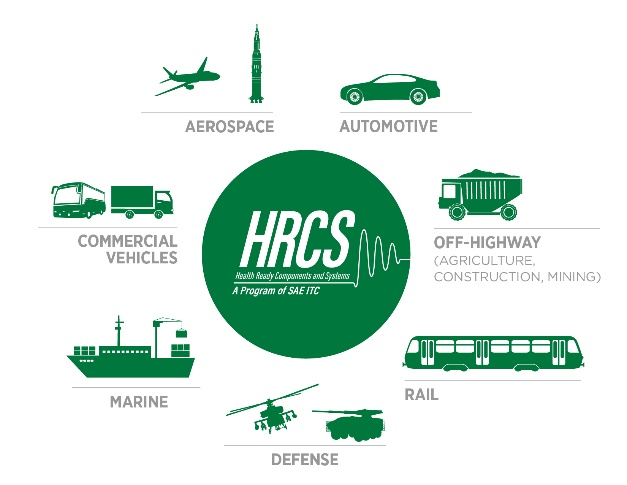 AEROSPACE
AUTOMOTIVE
COMMERCIAL
VEHICLES
HRCS
Health Ready Components and Systems
A Program of SAE ITC
OFF-HIGHWAY
(AGRICULTURE,
CONSTRUCTION, MINING)
MARINE
RAIL
DEFENSE